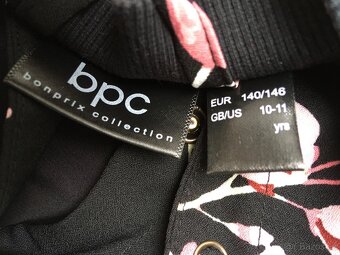 bpc
bonprix collection
EUR 140/146
GB/US 10-11
yrs